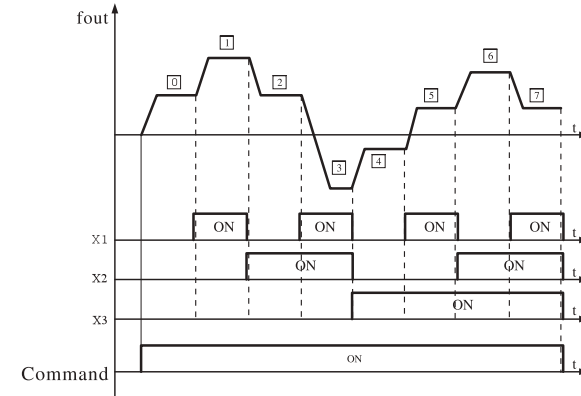 fout
1
6
0
2
5
7
t
3
4
ON ON ON ON t
X1
ON ON
X2 t
ON
X3 t
ON t
Command